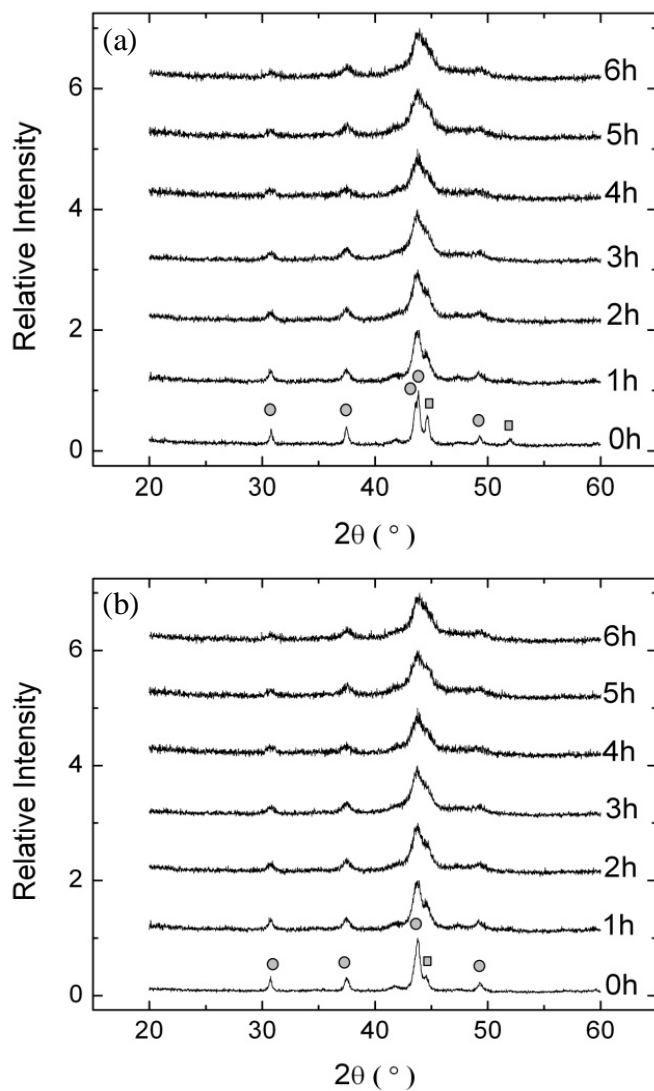 (a)
Relative Intensity
6
4
2
0
6h
5h
4h
3h
2h
1h
0h
20 30 40 50 60
2θ ( ° )
(b)
Relative Intensity
6
4
2
0
6h
5h
4h
3h
2h
1h
0h
20 30 40 50 60
2θ ( ° )